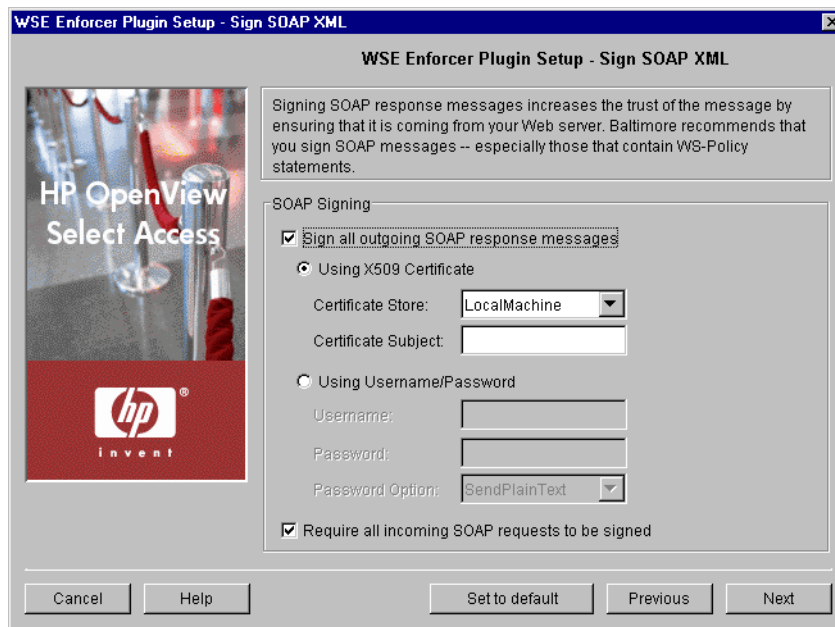 WSE Enforcer Plugin Setup - Sign SOAP XML
WSE Enforcer Plugin Setup - Sign SOAP XML
Signing SOAP response messages increases the trust of the message by
ensuring that it is coming from your Web server. Baltimore recommends that
you sign SOAP messages -- especially those that contain WS-Policy
statements.
HP OpenView
Select Access
hp
®
invent
SOAP Signing
Sign all outgoing SOAP response messages
Using X509 Certificate
Certificate Store: LocalMachine
Certificate Subject:
Using Username/Password
Username:
Password:
Password Option: SendPlainText
Require all incoming SOAP requests to be signed
Cancel Help Set to default Previous Next